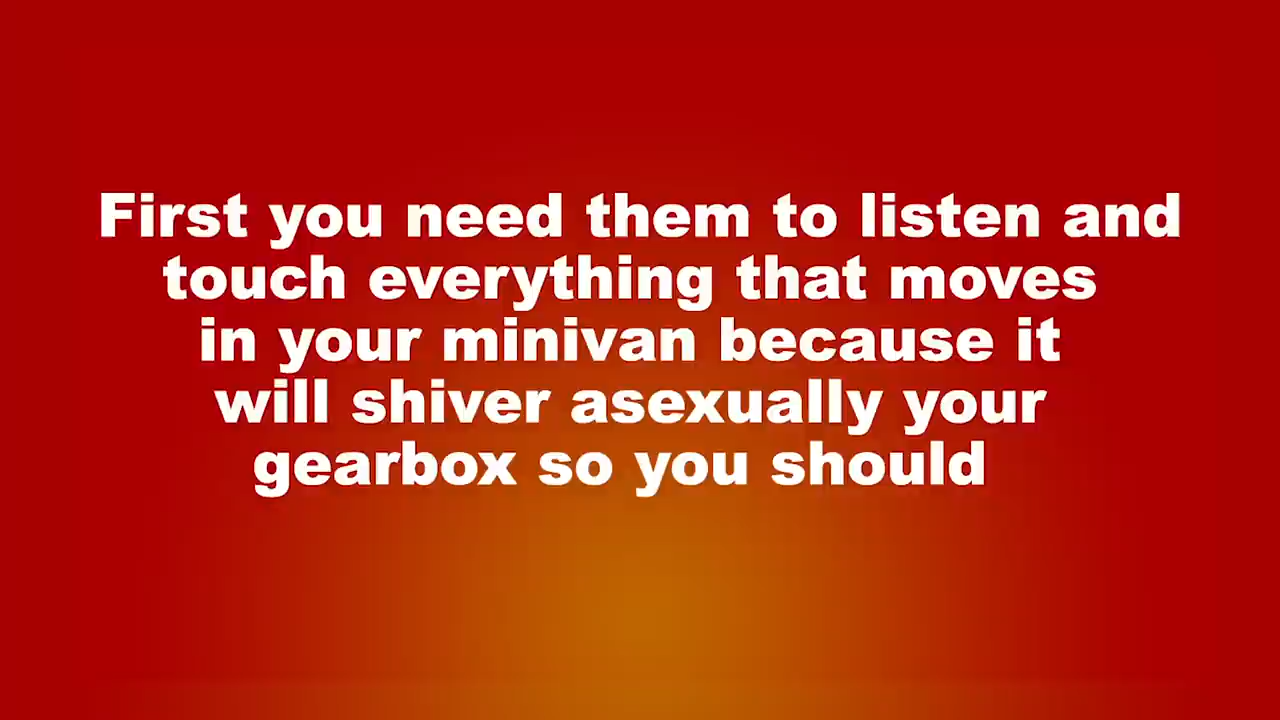 First you need them to listen and
touch everything that moves
in your minivan because it
will shiver asexually your
gearbox so you should